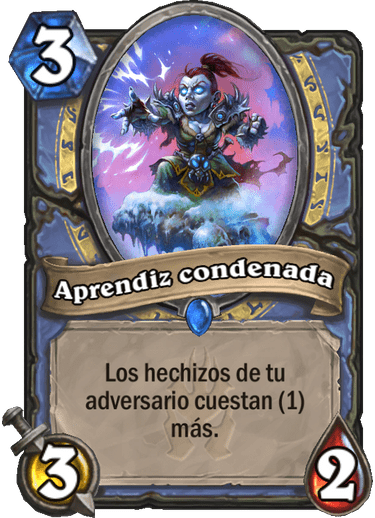 3
Aprendiz condenada
Los hechizos de tu
adversario cuestan (1)
más.
3
2